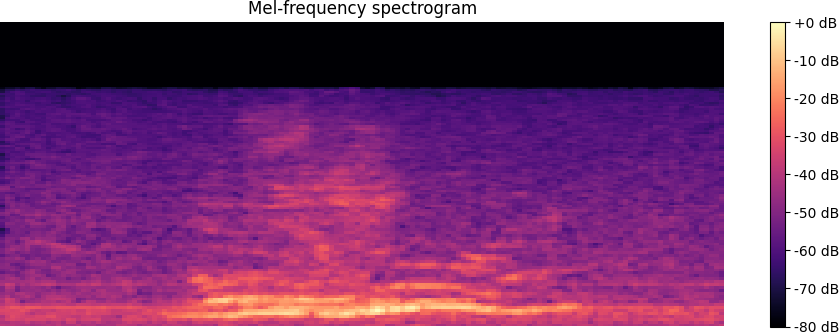 Mel-frequency spectrogram
+0 dB
-10 dB
-20 dB
-30 dB
-40 dB
-50 dB
-60 dB
-70 dB
-80 dB